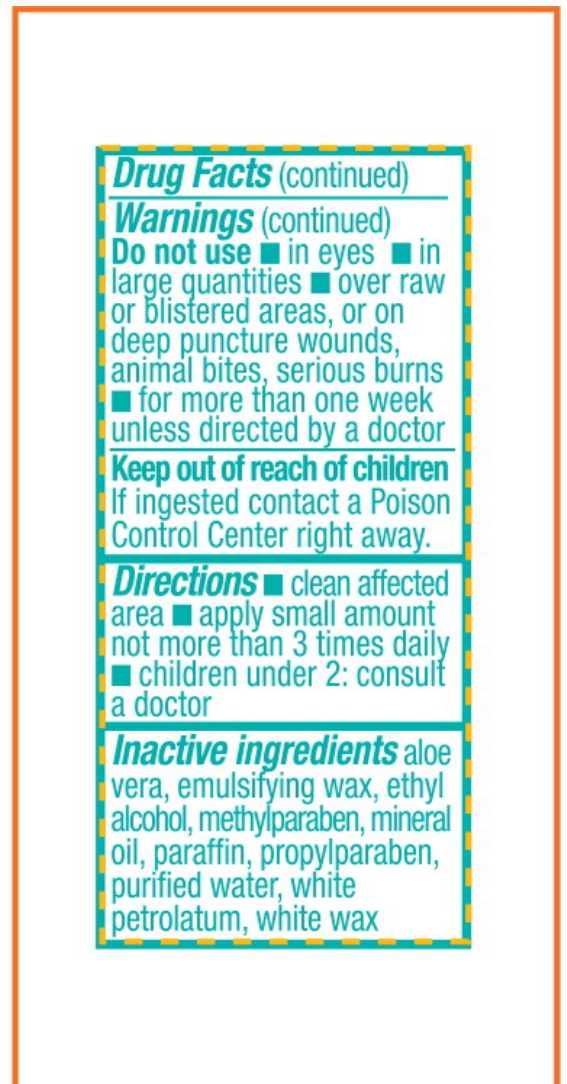 Drug Facts (continued)
Warnings (continued)
Do not use ■ in eyes ■ in
large quantities ■ over raw
or blistered areas, or on
deep puncture wounds,
animal bites, serious burns
■ for more than one week
unless directed by a doctor
Keep out of reach of children
If ingested contact a Poison
Control Center right away.
Directions ■ clean affected
area ■ apply small amount
not more than 3 times daily
■ children under 2: consult
a doctor
Inactive ingredients aloe
vera, emulsifying wax, ethyl
alcohol, methylparaben, mineral
oil, paraffin, propylparaben,
purified water, white
petrolatum, white wax